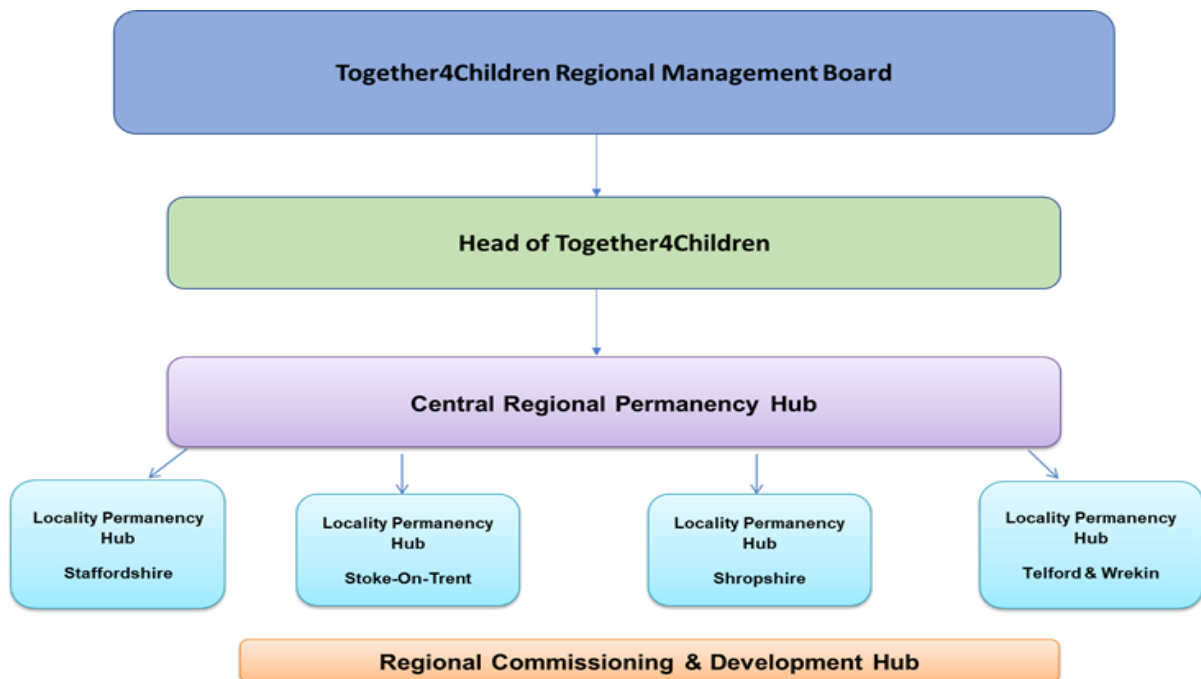 Together4Children Regional Management Board
Head of Together4Children
Central Regional Permanency Hub
Locality Permanency
Hub
Staffordshire
Locality Permanency
Hub
Stoke-On-Trent
Locality Permanency
Hub
Shropshire
Locality Permanency
Hub
Telford & Wrekin
Regional Commissioning & Development Hub